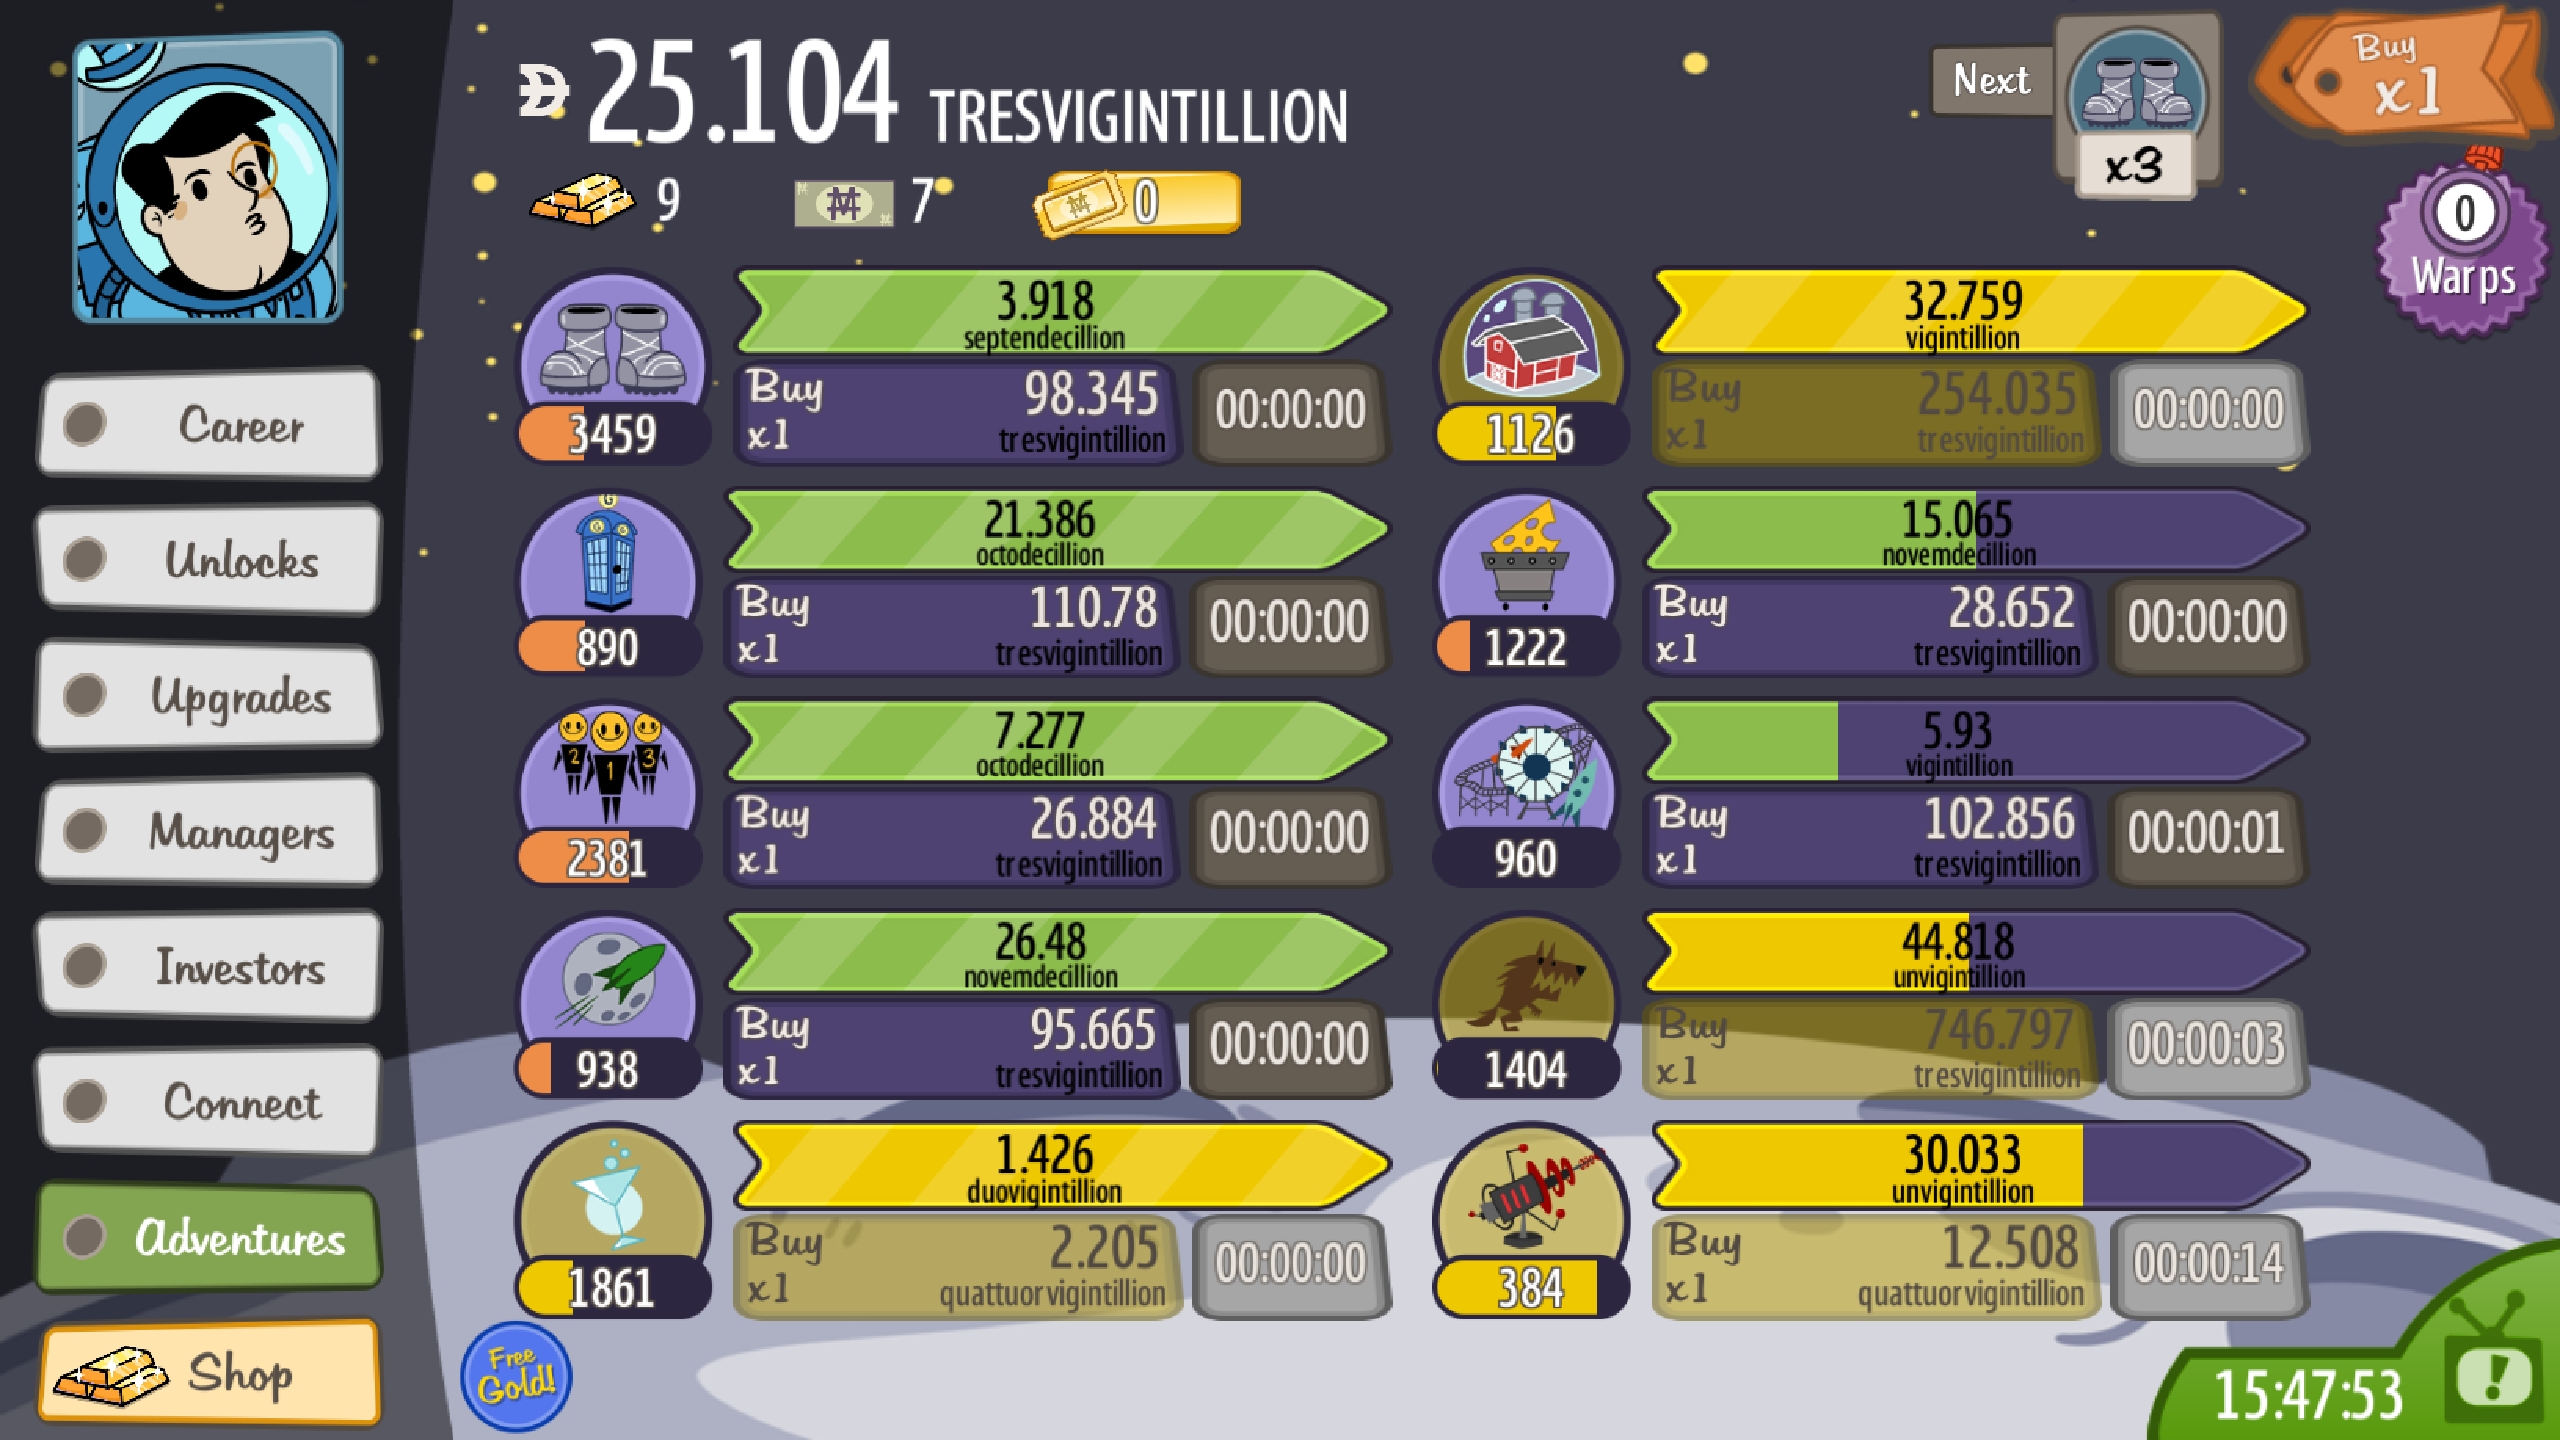 25.104 TRESVIGINTILLION
Next
x3
Buy
x1
9
7
0
0
Warps
Career
Unlocks
Upgrades
Managers
Investors
Connect
Adventures
Shop
3459
3.918
septendecillion
Buy
x1
98.345
tresvigintillion
00:00:00
1126
32.759
vigintillion
Buy
x1
254.035
tresvigintillion
00:00:00
G
890
21.386
octodecillion
Buy
x1
110.78
tresvigintillion
00:00:00
1222
15.065
novemdecillion
Buy
x1
28.652
tresvigintillion
00:00:00
2 1 3
2381
7.277
octodecillion
Buy
x1
26.884
tresvigintillion
00:00:00
960
5.93
vigintillion
Buy
x1
102.856
tresvigintillion
00:00:01
938
26.48
novemdecillion
Buy
x1
95.665
tresvigintillion
00:00:00
1404
44.818
unvigintillion
Buy
x1
746.797
tresvigintillion
00:00:03
1861
1.426
duovigintillion
Buy
x1
2.205
quattuorvigintillion
00:00:00
384
30.033
unvigintillion
Buy
x1
12.508
quattuorvigintillion
00:00:14
Free
Gold!
15:47:53
!